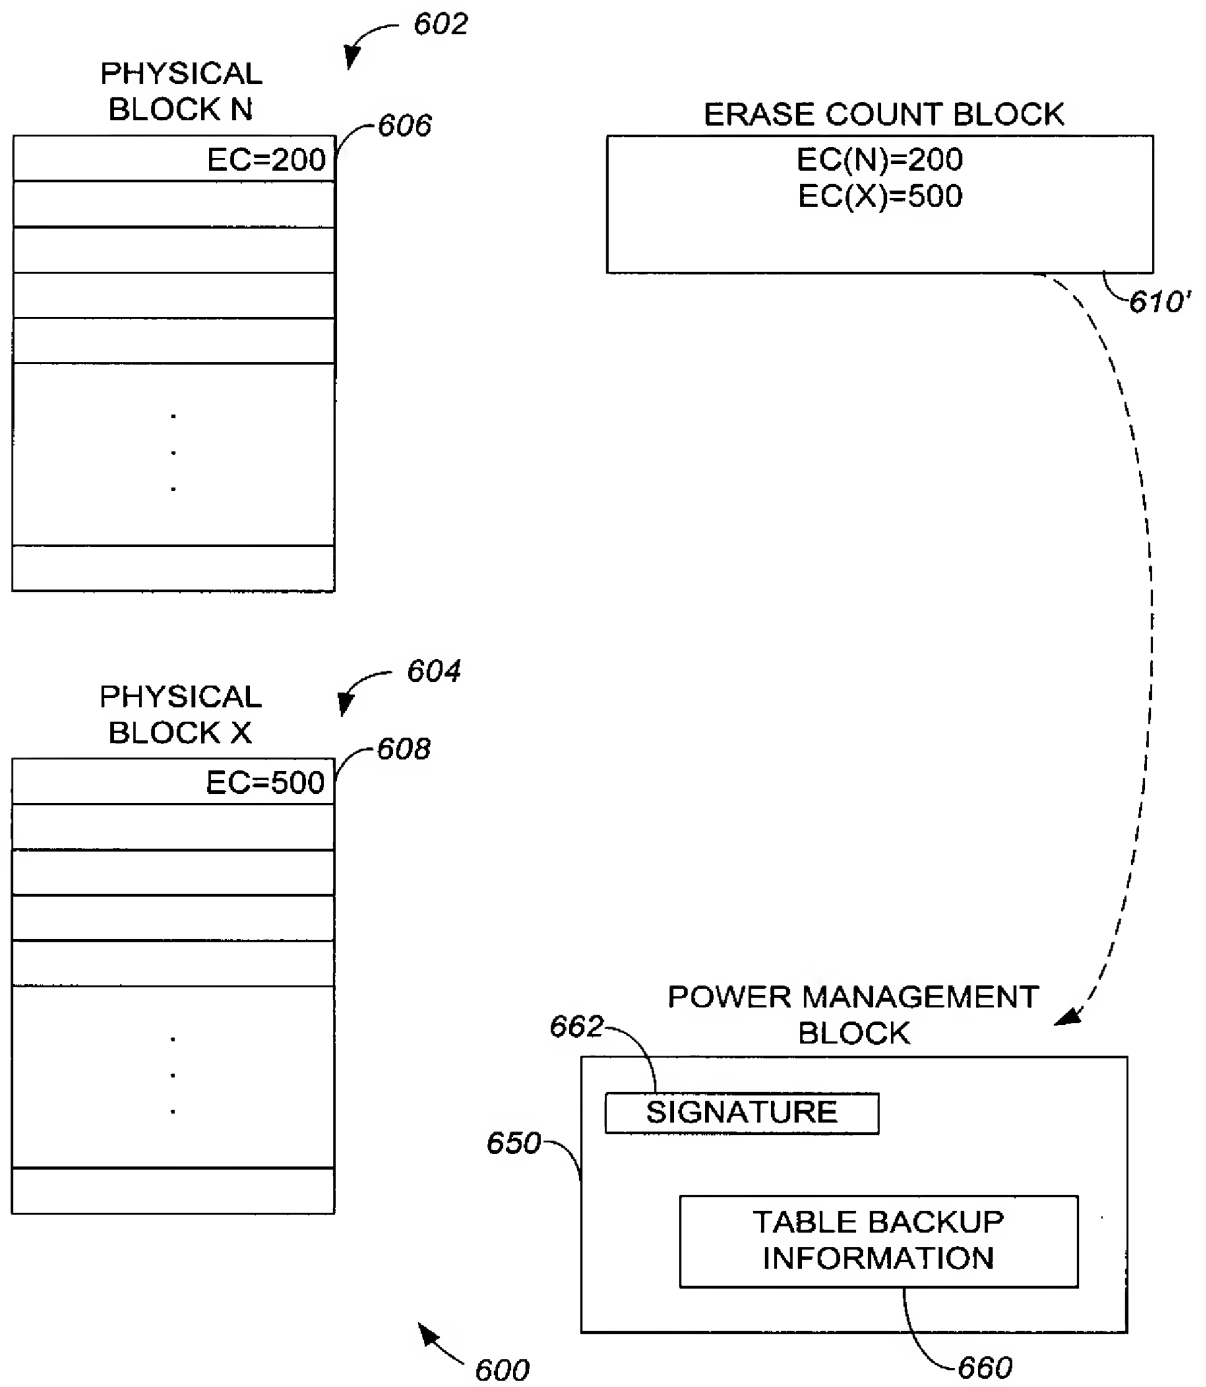 602
PHYSICAL
BLOCK N
606
EC=200
ERASE COUNT BLOCK
EC(N)=200
EC(X)=500
610'
604
PHYSICAL
BLOCK X
608
EC=500
POWER MANAGEMENT
BLOCK
662
SIGNATURE
650
TABLE BACKUP
INFORMATION
660
600